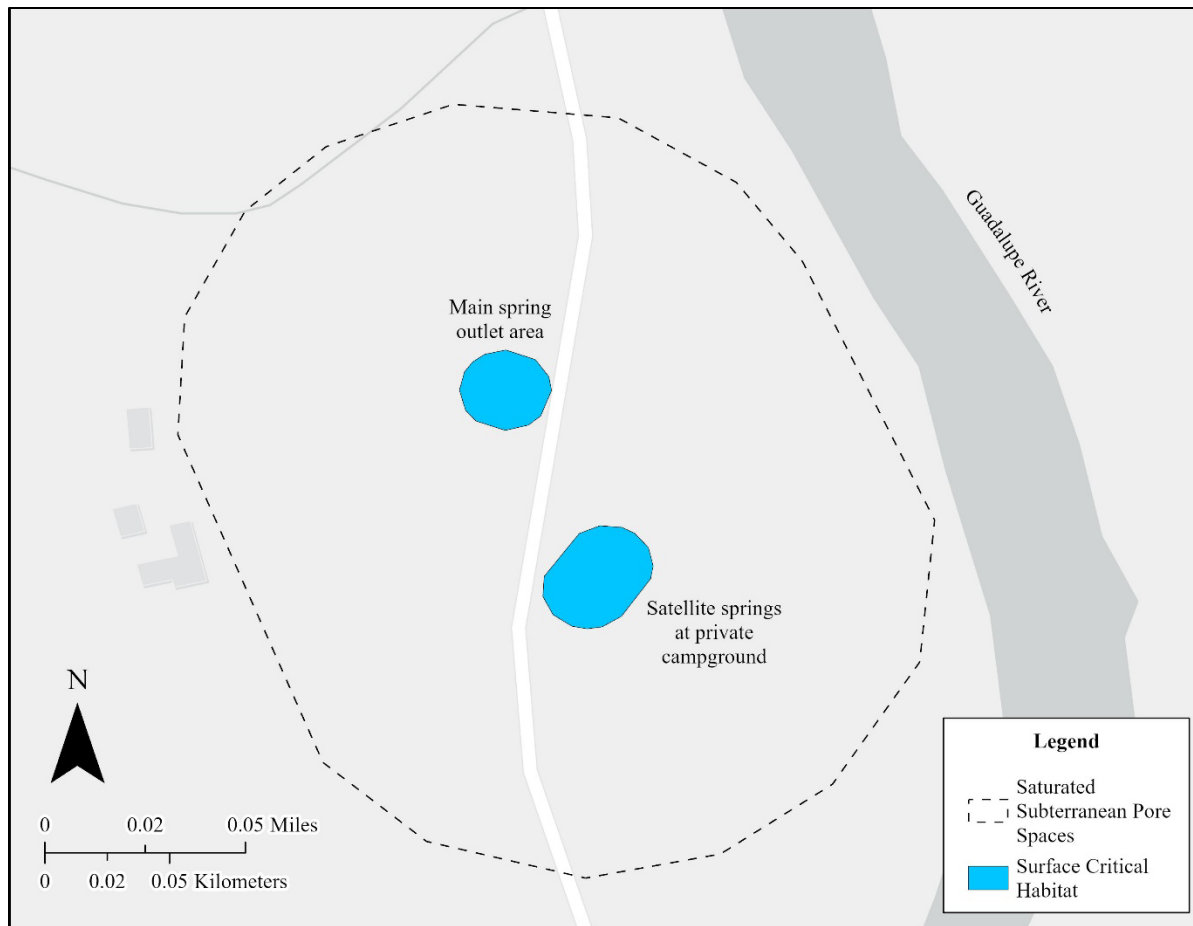 Guadalupe River
Main spring
outlet area
Satellite springs
at private
campground
N
0 0.02 0.05 Miles
0 0.02 0.05 Kilometers
Legend
Saturated
Subterranean Pore
Spaces
Surface Critical
Habitat